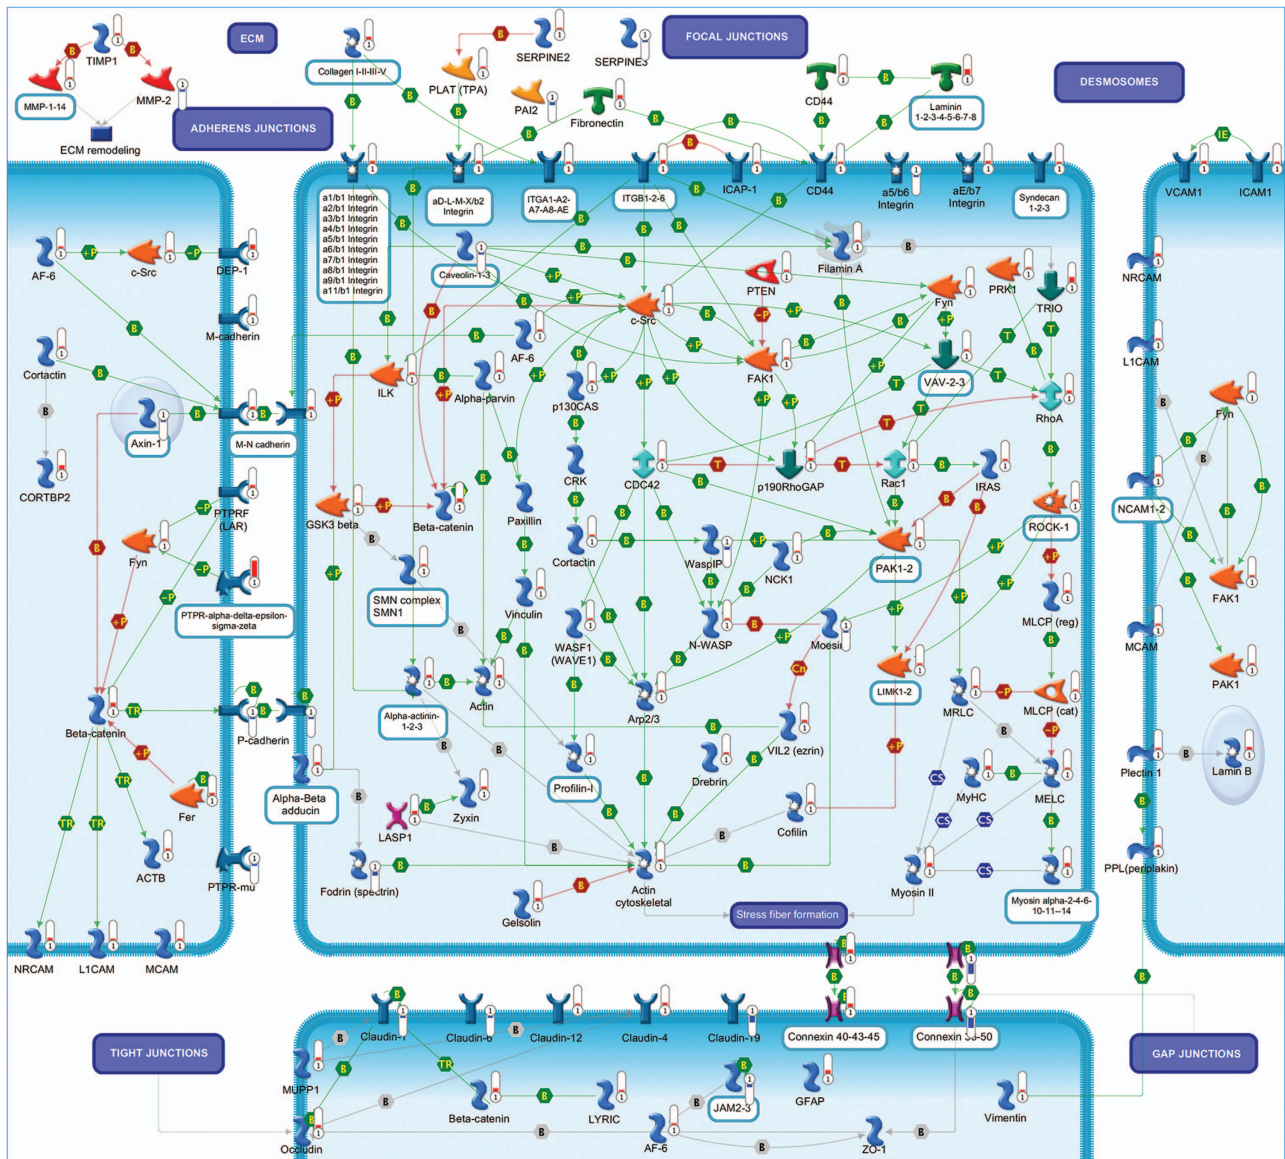 ECM
FOCAL JUNCTIONS
DESMOSOMES
ADHERENS JUNCTIONS
TIMP1
MMP-1-14
MMP-2
ECM remodeling
Collagen I-II-III-V
SERPINE2
PLAT (TPA)
PAI2
Fibronectin
CD44
Laminin
1-2-3-4-5-6-7-8
a1/b1 Integrin
a2/b1 Integrin
a3/b1 Integrin
a4/b1 Integrin
a5/b1 Integrin
a6/b1 Integrin
a7/b1 Integrin
a8/b1 Integrin
a9/b1 Integrin
a11/b1 Integrin
aD-L-M-X/b2
Integrin
ITGA1-A2-
A7-A8-AE
ITGB1-2-6
ICAP-1
CD44
a5/b6
Integrin
aE/b7
Integrin
Syndecan
1-2-3
VCAM1
ICAM1
AF-6
c-Src
DEP-1
M-cadherin
Cortactin
Axin-1
M-N cadherin
CORTBP2
PTPRF
(LAR)
Fyn
PTPR-alpha-delta-epsilon-
sigma-zeta
Beta-catenin
P-cadherin
Fer
ACTB
PTPR-mu
NRCAM
L1CAM
MCAM
Caveolin-1-3
Filamin A
PTEN
Fyn
PRK1
TRIO
c-Src
AF-6
FAK1
VAV-2-3
RhoA
ILK
Alpha-parvin
p130CAS
CRK
CDC42
p190RhoGAP
Rac1
IRAS
GSK3 beta
Beta-catenin
Paxillin
Cortactin
WaspIP
NCK1
PAK1-2
ROCK-1
SMN complex
SMN1
Vinculin
WASF1
(WAVE1)
N-WASP
Moesin
MLCP (reg)
LIMK1-2
Alpha-actinin-
1-2-3
Actin
Arp2/3
VIL2 (ezrin)
MRLC
MLCP (cat)
Alpha-Beta
adducin
Zyxin
Profilin-I
Drebrin
MyHC
MELC
LASP1
Cofilin
Fodrin (spectrin)
Gelsolin
Actin
cytoskeletal
Myosin II
Myosin alpha-2-4-6-
10-11--14
Stress fiber formation
NRCAM
L1CAM
Fyn
NCAM1-2
FAK1
MCAM
PAK1
Plectin 1
Lamin B
PPL(periplakin)
TIGHT JUNCTIONS
GAP JUNCTIONS
Claudin-1
Claudin-6
Claudin-12
Claudin-4
Claudin-19
Connexin 40-43-45
MUPP1
Occludin
Beta-catenin
LYRIC
AF-6
JAM2-3
GFAP
ZO-1
Vimentin